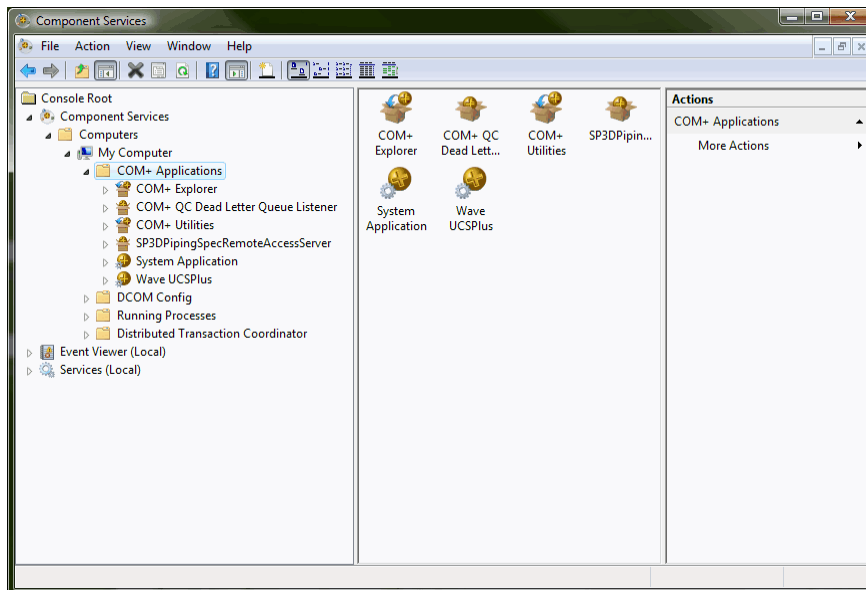 Component Services
File Action View Window Help
Console Root
Component Services
Computers
My Computer
COM+ Applications
COM+ Explorer
COM+ QC Dead Letter Queue Listener
COM+ Utilities
SP3DPipingSpecRemoteAccessServer
System Application
Wave UCSPlus
DCOM Config
Running Processes
Distributed Transaction Coordinator
Event Viewer (Local)
Services (Local)
COM+
Explorer
COM+ QC
Dead Lett...
COM+
Utilities
SP3DPipin...
System
Application
Wave
UCSPlus
Actions
COM+ Applications
More Actions